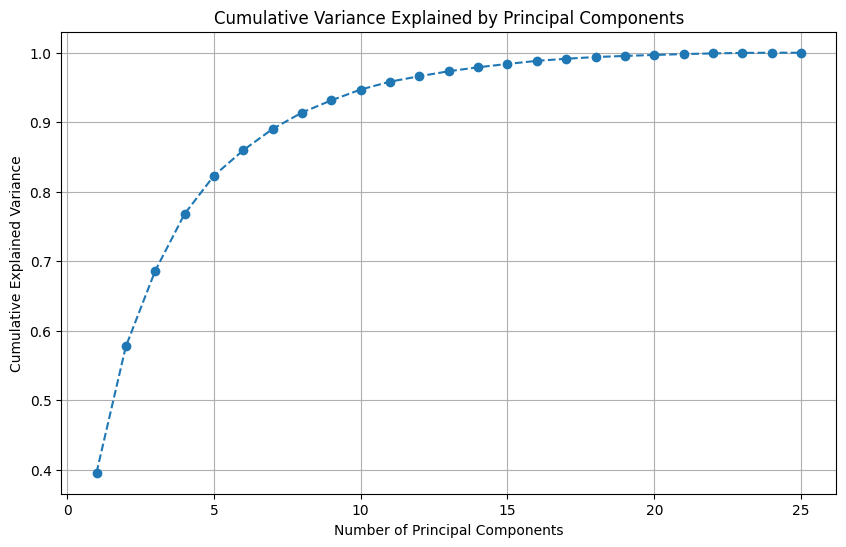 Cumulative Variance Explained by Principal Components
Cumulative Explained Variance
1.0
0.9
0.8
0.7
0.6
0.5
0.4
0 5 10 15 20 25
Number of Principal Components